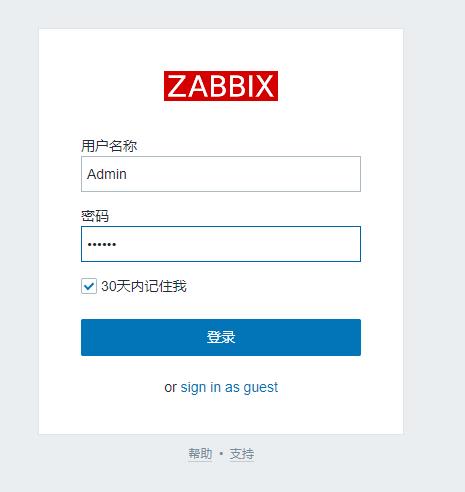 ZABBIX
用户名称
Admin
密码
••••••
30天内记住我
登录
or sign in as guest
帮助 • 支持